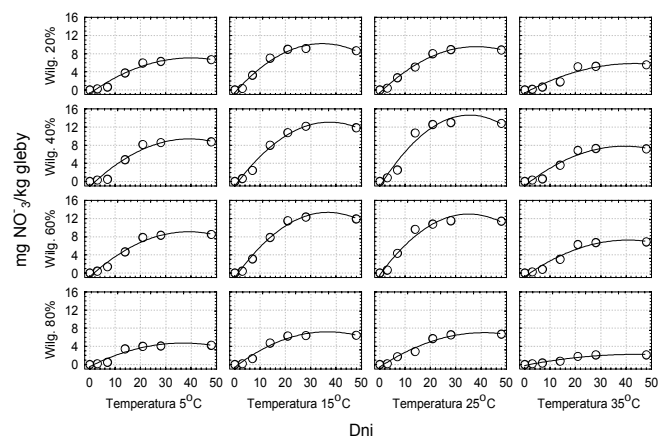 mg NO⁻₃/kg gleby
Wilg. 20%
16
12
8
4
0
Wilg. 40%
16
12
8
4
0
Wilg. 60%
16
12
8
4
0
Wilg. 80%
16
12
8
4
0
0 10 20 30 40 50
0 10 20 30 40 50
0 10 20 30 40 50
0 10 20 30 40 50
Temperatura 5°C
Temperatura 15°C
Temperatura 25°C
Temperatura 35°C
Dni